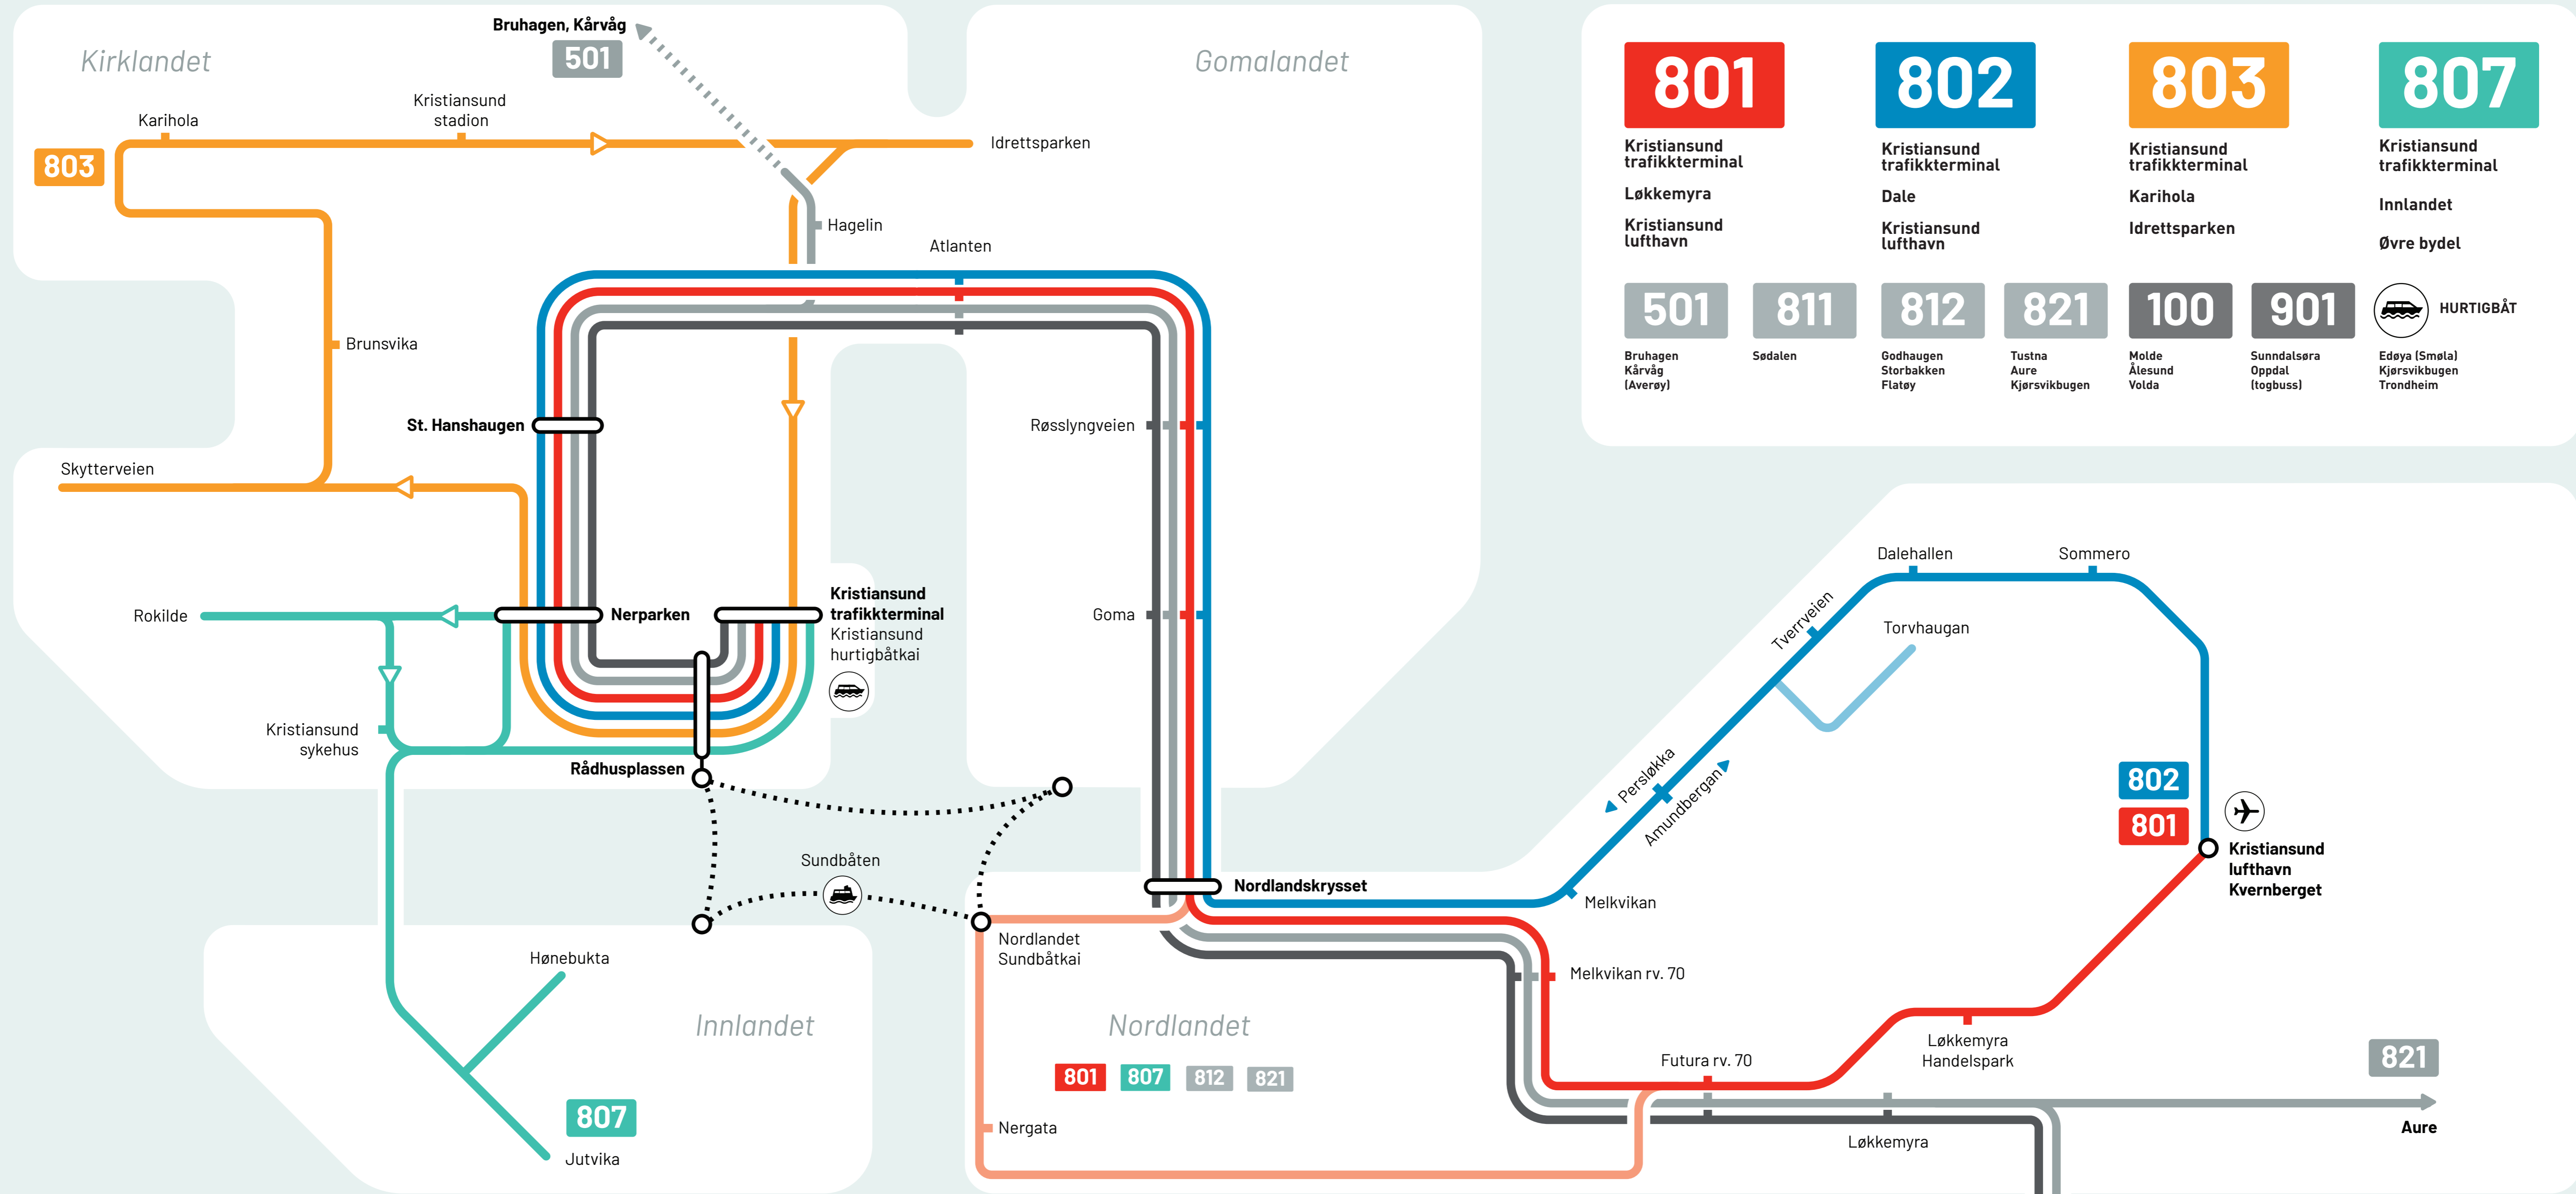 Bruhagen, Kårvåg
501
Kirklandet
Gomalandet
Karihola
Kristiansund
stadion
Idrettsparken
803
Hagelin
Atlanten
Brunsvika
St. Hanshaugen
Røsslyngveien
Skytterveien
Rokilde
Nerparken
Kristiansund
trafikkterminal
Kristiansund
hurtigbåtkai
Goma
Kristiansund
sykehus
Rådhusplassen
Sundbåten
Nordlandskrysset
Nordlandet
Sundbåtkai
Hønebukta
Innlandet
Nordlandet
801
807
812
821
807
Jutvika
Nergata
801
Kristiansund
trafikkterminal
Løkkemyra
Kristiansund
lufthavn
802
Kristiansund
trafikkterminal
Dale
Kristiansund
lufthavn
803
Kristiansund
trafikkterminal
Karihola
Idrettsparken
807
Kristiansund
trafikkterminal
Innlandet
Øvre bydel
501
Bruhagen
Kårvåg
(Averøy)
811
Sødalen
812
Godhaugen
Storbakken
Flatøy
821
Tustna
Aure
Kjørsvikbugen
100
Molde
Ålesund
Volda
901
Sunndalsøra
Oppdal
(togbuss)
HURTIGBÅT
Edøya (Smøla)
Kjørsvikbugen
Trondheim
Dalehallen
Sommero
Tverrveien
Torvhaugan
Persløkka
Amundbergan
Melkvikan
802
801
Kristiansund
lufthavn
Kvernberget
Melkvikan rv. 70
Futura rv. 70
Løkkemyra
Handelspark
821
Aure
Løkkemyra